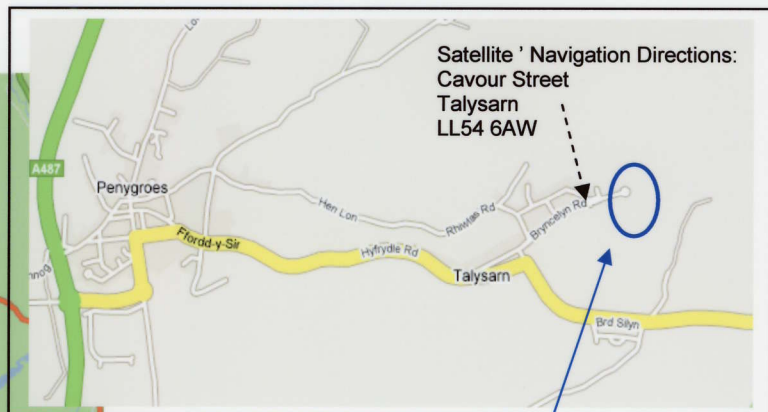 Satellite ' Navigation Directions:
Cavour Street
Talysarn
LL54 6AW
A487
Penygroes
Hen Lon
Rhiwlas Rd
Bryncelyn Rd
Ffordd-y-Sir
Hyfrydle Rd
Talysarn
Brd Silyn